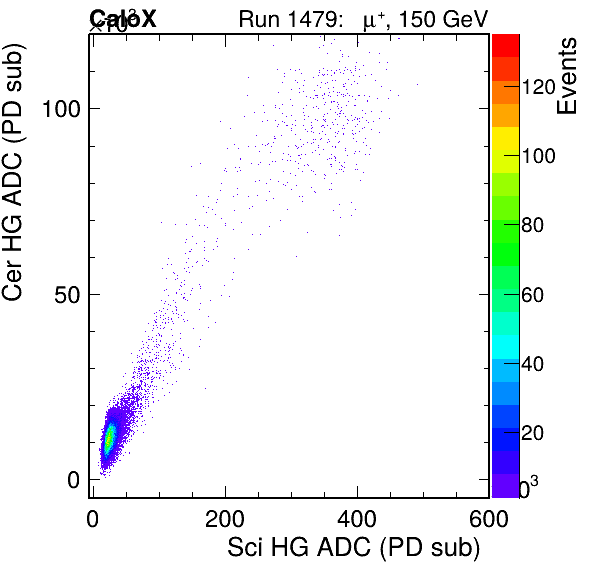 CaloX Run 1479: μ⁺, 150 GeV
×10³
Cer HG ADC (PD sub)
100
50
0
0 200 400 600
Sci HG ADC (PD sub)
Events
120
100
80
60
40
20
0